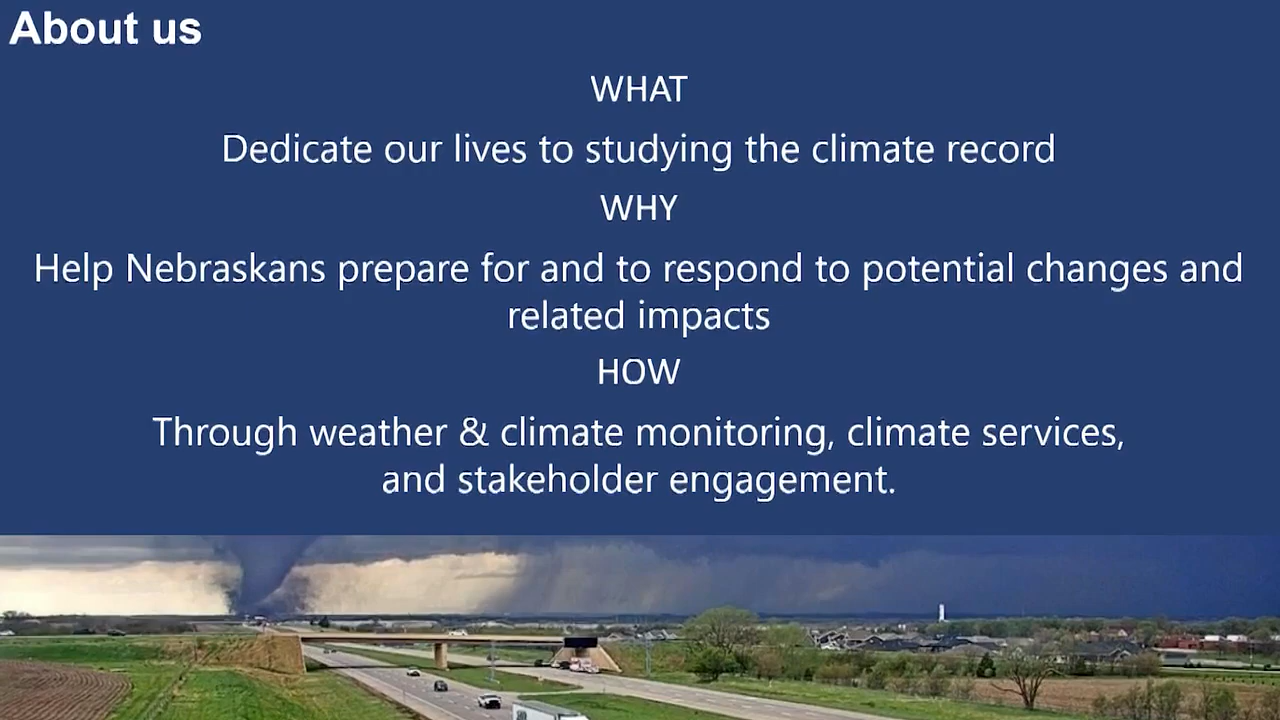 About us
WHAT
Dedicate our lives to studying the climate record
WHY
Help Nebraskans prepare for and to respond to potential changes and
related impacts
HOW
Through weather & climate monitoring, climate services,
and stakeholder engagement.